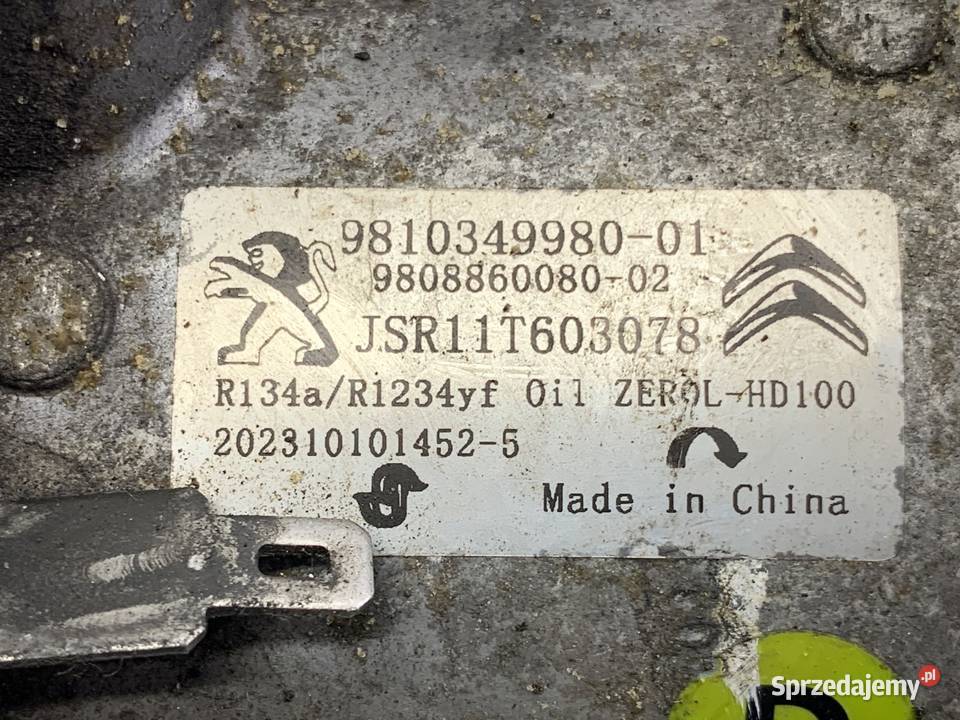 9810349980-01
9808860080-02
JSR11T603078
R134a/R1234yf Oil ZEROL-HD100
202310101452-5
Made in China
Sprzedajemy.pl